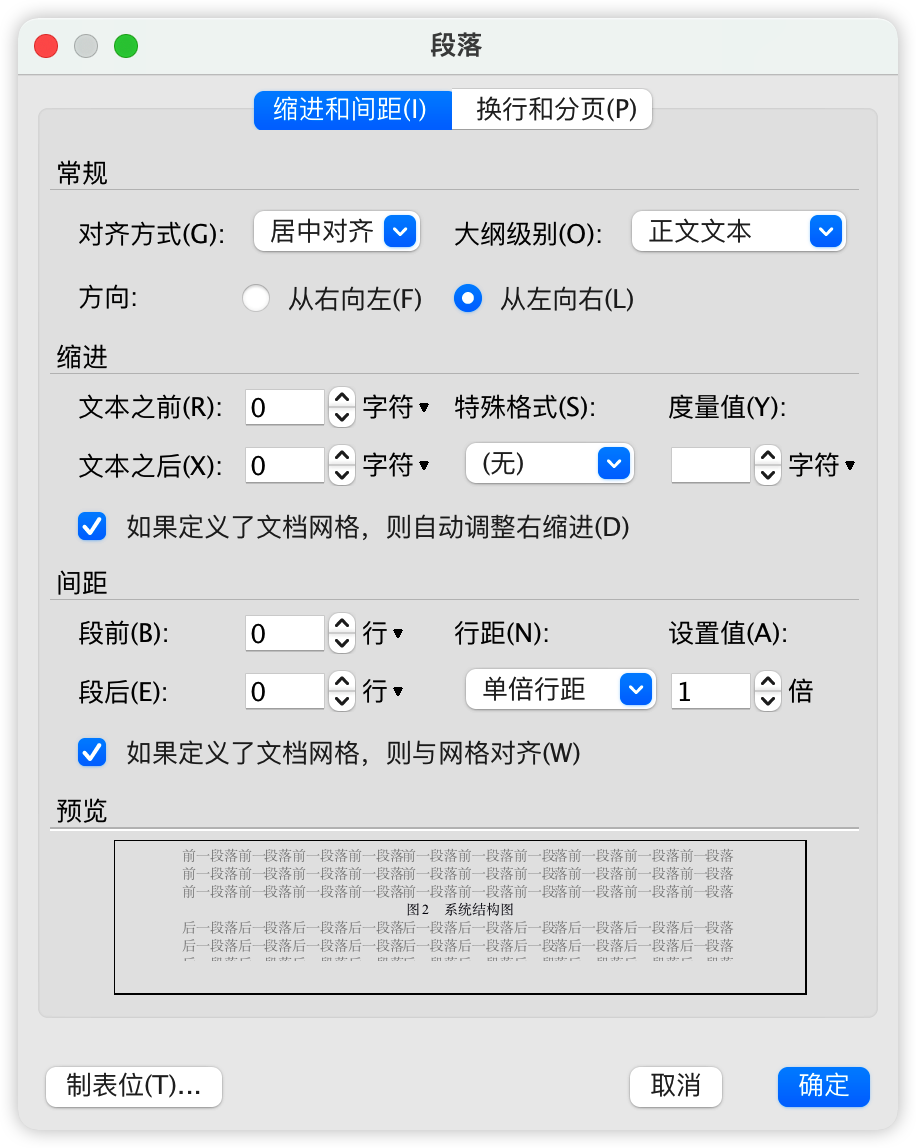 段落
缩进和间距(I) 换行和分页(P)
常规
对齐方式(G): 居中对齐 大纲级别(O): 正文文本
方向: 从右向左(F) 从左向右(L)
缩进
文本之前(R): 0 字符 特殊格式(S): 度量值(Y):
文本之后(X): 0 字符 (无) 字符
如果定义了文档网格，则自动调整右缩进(D)
间距
段前(B): 0 行 行距(N): 设置值(A):
段后(E): 0 行 单倍行距 1 倍
如果定义了文档网格，则与网格对齐(W)
预览
前一段落前一段落前一段落前一段落前一段落前一段落前一段落前一段落前一段落前一段落
前一段落前一段落前一段落前一段落前一段落前一段落前一段落前一段落前一段落前一段落
前一段落前一段落前一段落前一段落前一段落前一段落前一段落前一段落前一段落前一段落
图2 系统结构图
后一段落后一段落后一段落后一段落后一段落后一段落后一段落后一段落后一段落后一段落
后一段落后一段落后一段落后一段落后一段落后一段落后一段落后一段落后一段落后一段落
制表位(T)... 取消 确定